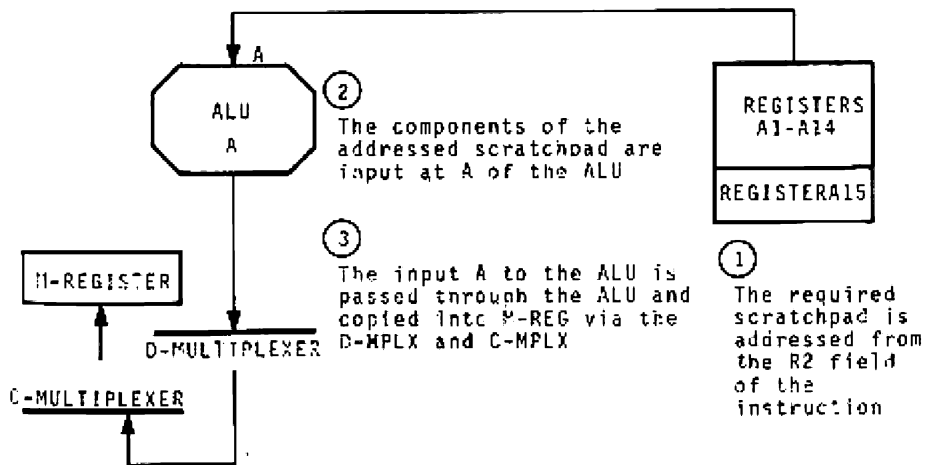 A
ALU
A
2
The components of the
addressed scratchpad are
input at A of the ALU
REGISTERS
A1-A14
REGISTERA15
3
The input A to the ALU is
passed through the ALU and
copied into M-REG via the
D-MPLX and C-MPLX
1
The required
scratchpad is
addressed from
the R2 field
of the
instruction
M-REGISTER
D-MULTIPLEXER
C-MULTIPLEXER